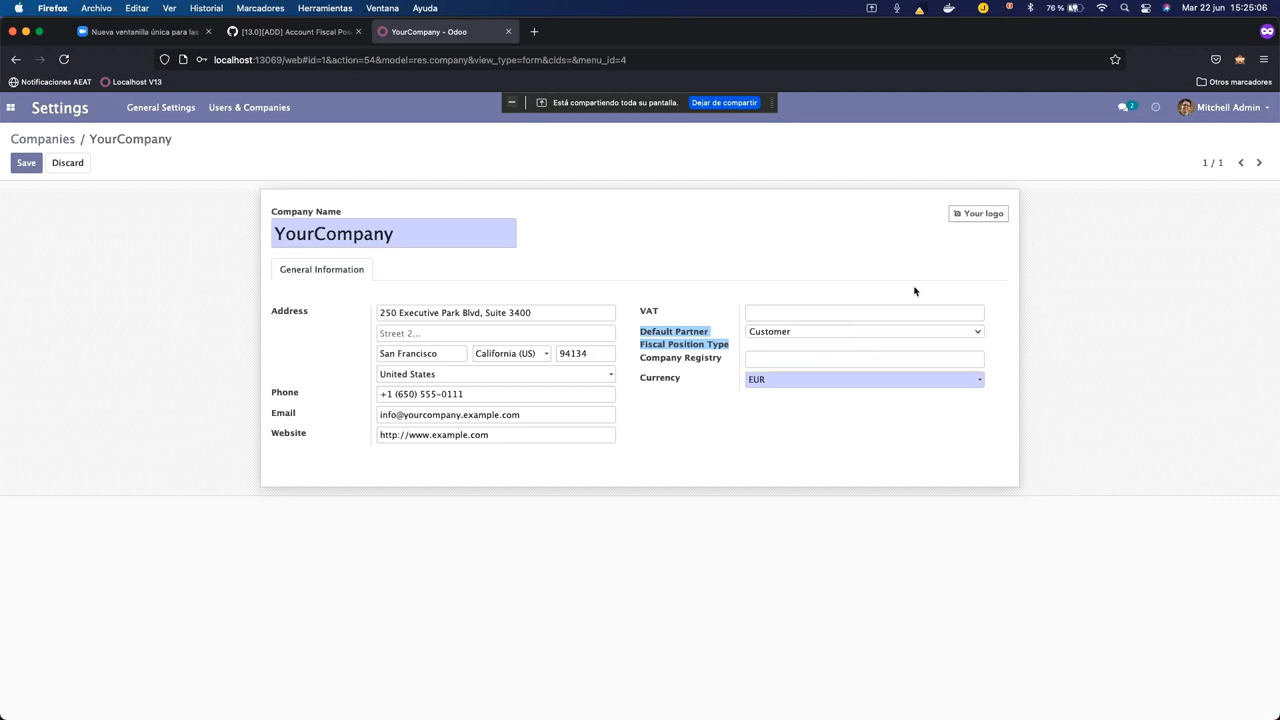 Firefox Archivo Editar Ver Historial Marcadores Herramientas Ventana Ayuda 76 % Mar 22 jun 15:25:06
Nueva ventanilla única para las [13.0][ADD] Account Fiscal Pos YourCompany - Odoo
localhost:13069/web#id=1&action=54&model=res.company&view_type=form&cids=&menu_id=4
Notificaciones AEAT Localhost V13 Otros marcadores
Settings General Settings Users & Companies Está compartiendo toda su pantalla. Dejar de compartir 2 Mitchell Admin
Companies / YourCompany
Save Discard 1 / 1
Company Name
Your logo
YourCompany
General Information
Address 250 Executive Park Blvd, Suite 3400
Street 2...
San Francisco California (US) 94134
United States
Phone +1 (650) 555-0111
Email info@yourcompany.example.com
Website http://www.example.com
VAT
Default Partner Customer
Fiscal Position Type
Company Registry
Currency EUR